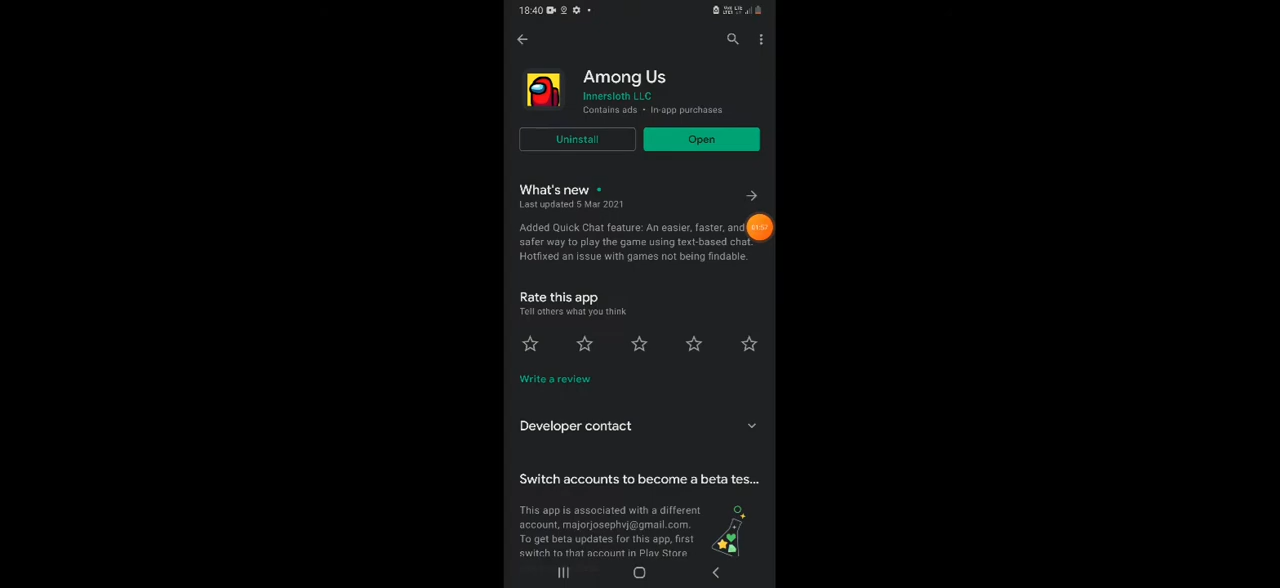 18:40
Among Us
Innersloth LLC
Contains ads • In-app purchases
Uninstall
Open
What's new •
Last updated 5 Mar 2021
01:57
Added Quick Chat feature: An easier, faster, and
safer way to play the game using text-based chat.
Hotfixed an issue with games not being findable.
Rate this app
Tell others what you think
Write a review
Developer contact
Switch accounts to become a beta tes...
This app is associated with a different
account, majorjosephvj@gmail.com.
To get beta updates for this app, first
switch to that account in Play Store